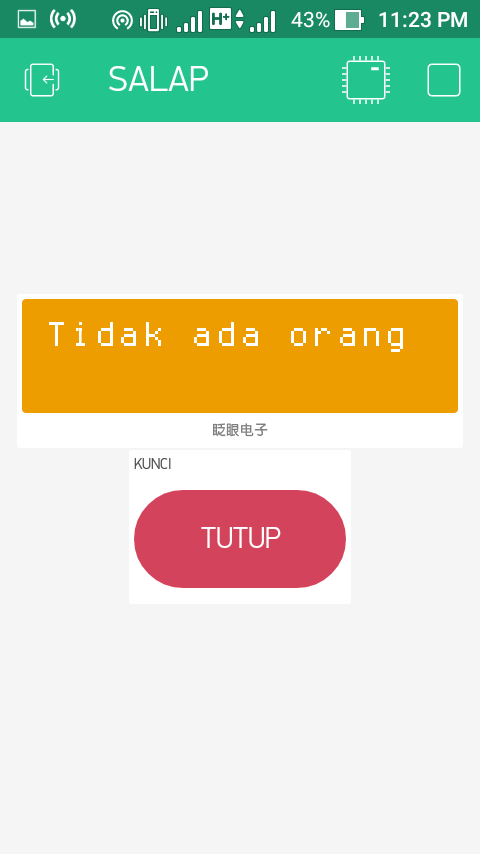 H+ 43% 11:23 PM
SALAP
Tidak ada orang
眨眼电子
KUNCI
TUTUP